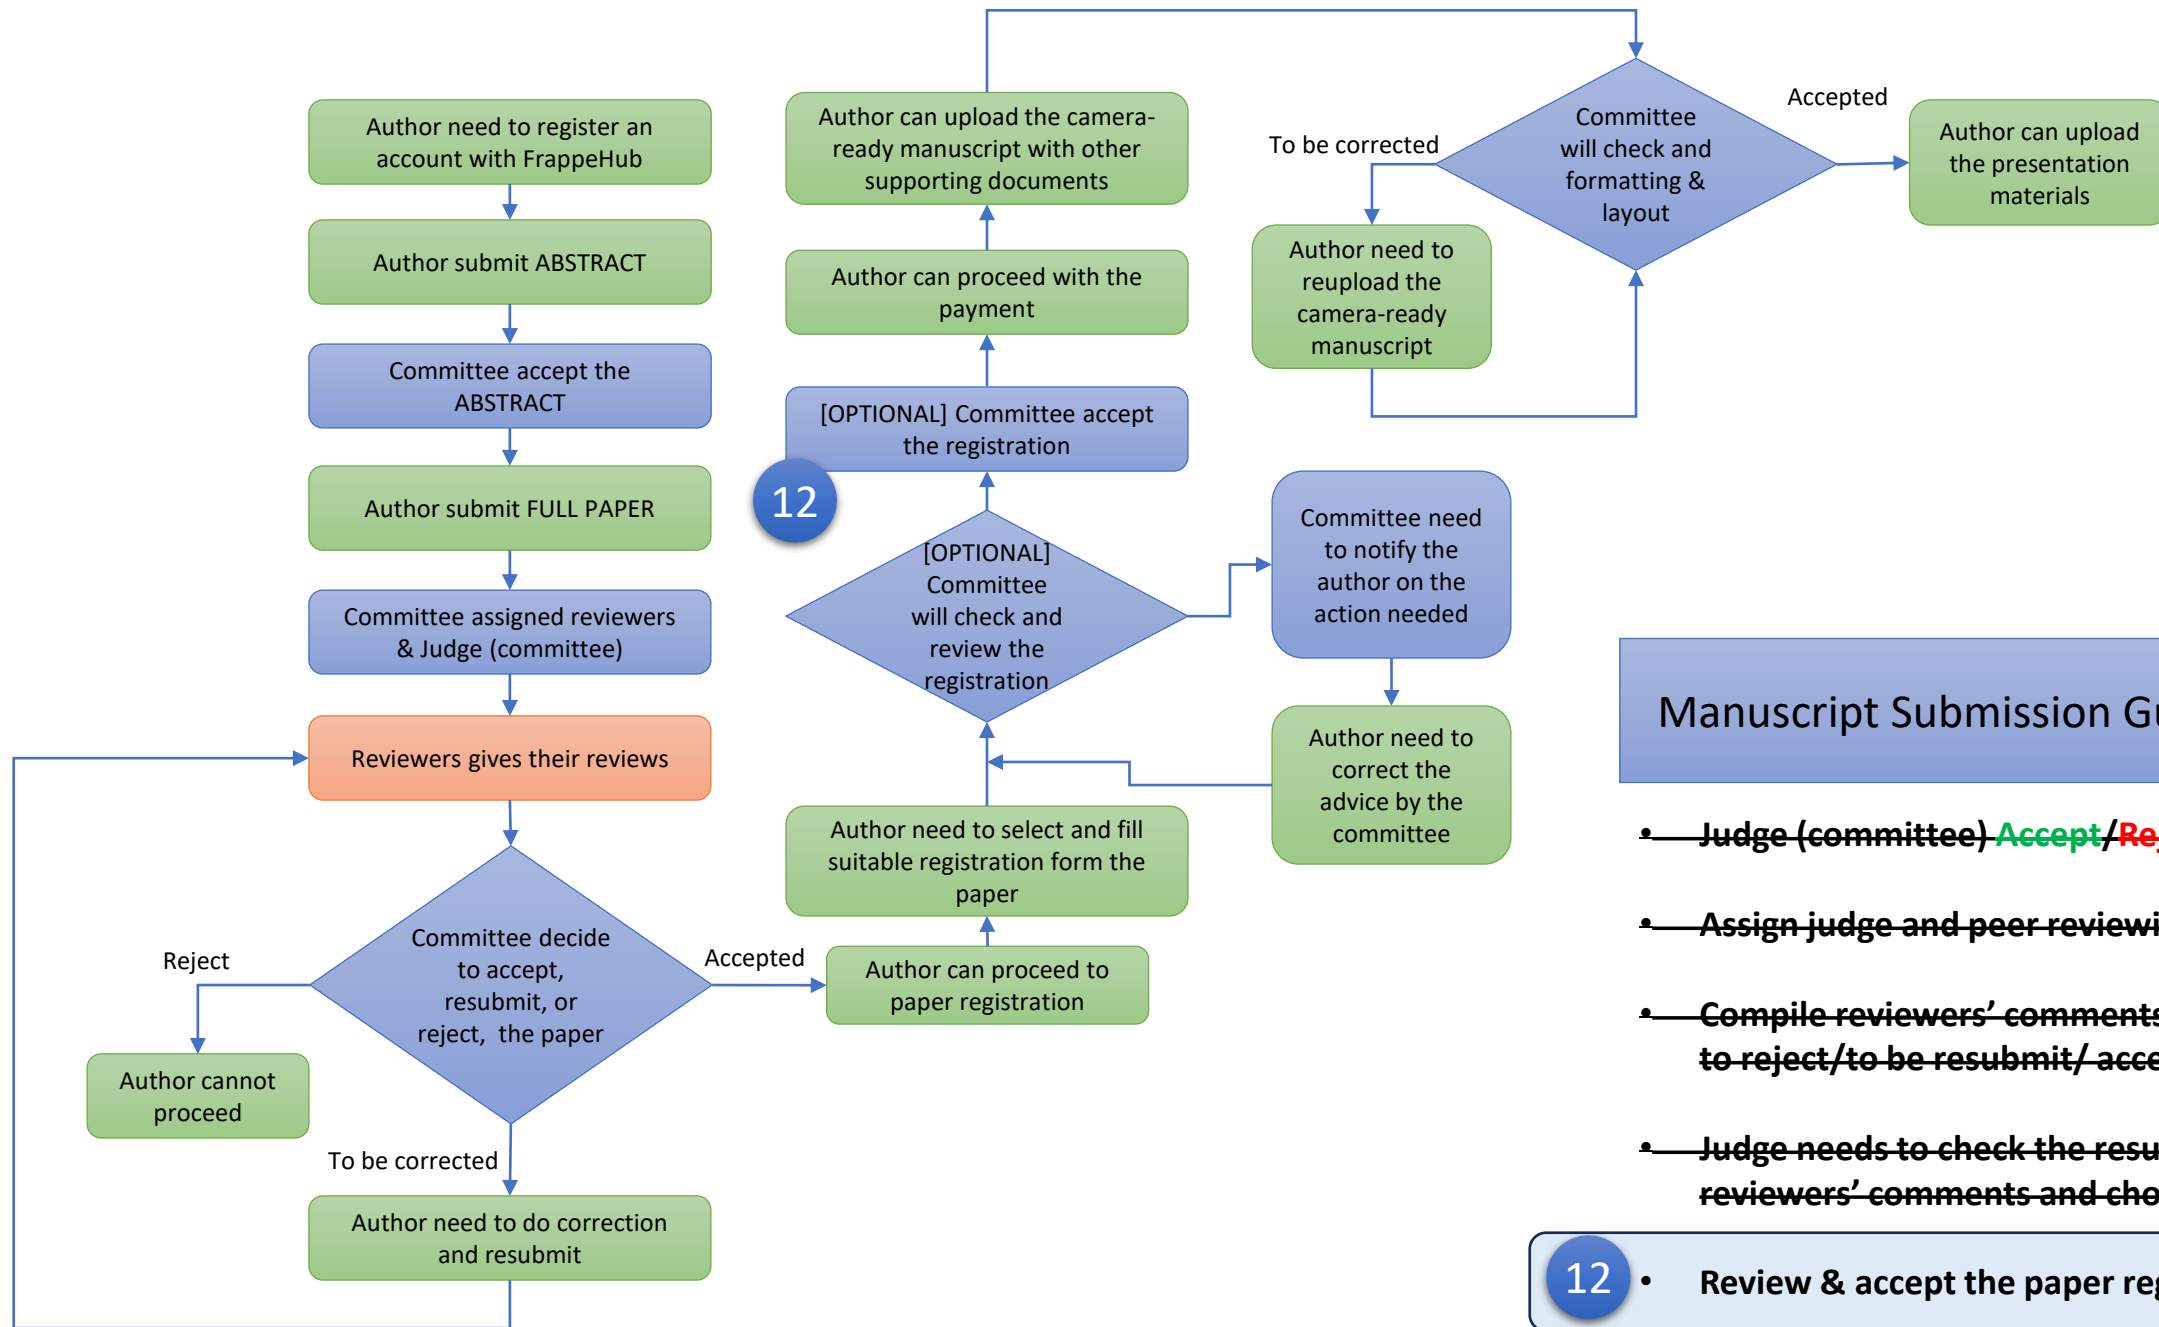 Author need to register an
account with FrappeHub
Author submit ABSTRACT
Committee accept the
ABSTRACT
Author submit FULL PAPER
Committee assigned reviewers
& Judge (committee)
Reviewers gives their reviews
Committee decide
to accept,
resubmit, or
reject, the paper
Reject
Author cannot
proceed
To be corrected
Author need to do correction
and resubmit
Accepted
Author can proceed to
paper registration
Author need to select and fill
suitable registration form the
paper
[OPTIONAL]
Committee
will check and
review the
registration
Committee need
to notify the
author on the
action needed
Author need to
correct the
advice by the
committee
[OPTIONAL] Committee accept
the registration
12
Author can proceed with the
payment
Author can upload the camera-
ready manuscript with other
supporting documents
Committee
will check and
formatting &
layout
To be corrected
Author need to
reupload the
camera-ready
manuscript
Accepted
Author can upload
the presentation
materials
Manuscript Submission
• Judge (committee) Accept/
• Assign judge and peer
• Compile reviewers’ comments
to reject/to be resubmit/
• Judge needs to check the
reviewers’ comments and
12
• Review & accept the paper